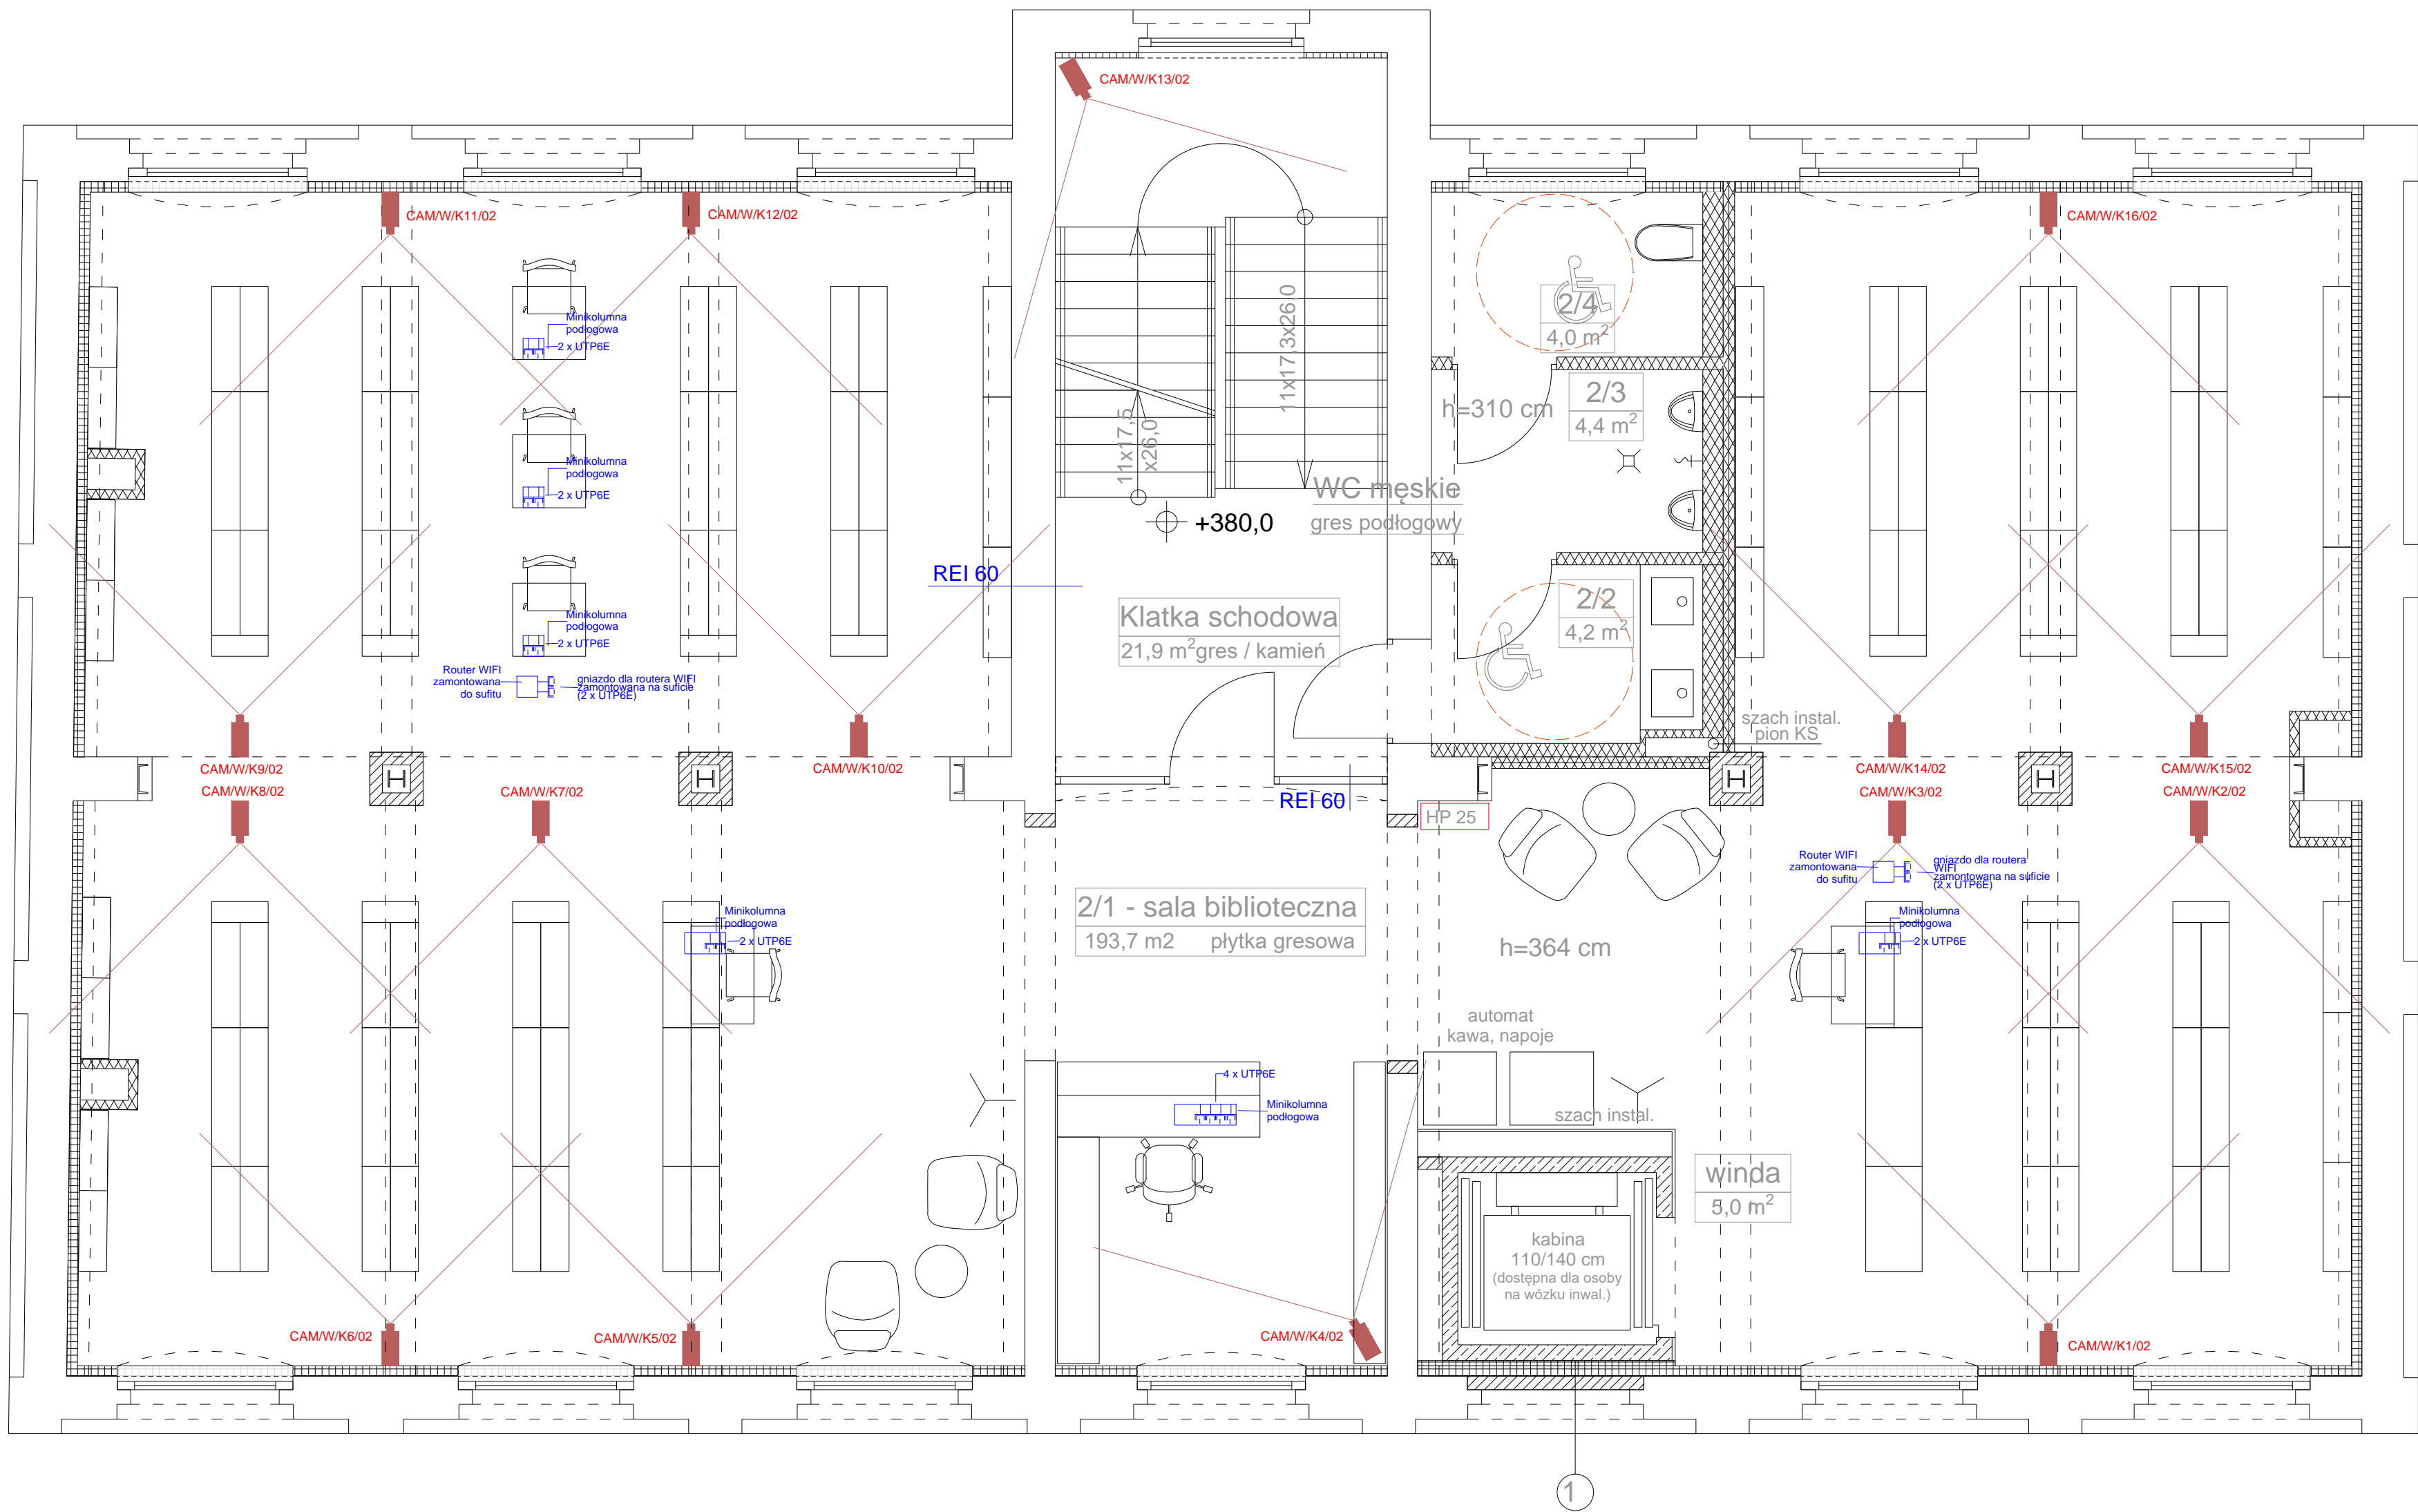 CAM/W/K13/02
CAM/W/K11/02
CAM/W/K12/02
CAM/W/K16/02
Minikolumna
podłogowa
2 x UTP6E
Minikolumna
podłogowa
2 x UTP6E
Minikolumna
podłogowa
2 x UTP6E
Router WIFI
zamontowana
do sufitu
gniazdo dla routera WIFI
zamontowana na suficie
(2 x UTP6E)
11x17,5
x26,0
11x17,3x26,0
+380,0
REI 60
Klatka schodowa
21,9 m²gres / kamień
WC męskie
gres podłogowy
h=310 cm
2/4
4,0 m²
2/3
4,4 m²
2/2
4,2 m²
szach instal.
pion KS
CAM/W/K9/02
CAM/W/K8/02
CAM/W/K7/02
CAM/W/K10/02
H
H
REI 60
HP 25
H
H
CAM/W/K14/02
CAM/W/K3/02
CAM/W/K15/02
CAM/W/K2/02
Router WIFI
zamontowana
do sufitu
gniazdo dla routera
WIFI
zamontowana na suficie
(2 x UTP6E)
Minikolumna
podłogowa
2 x UTP6E
Minikolumna
podłogowa
2 x UTP6E
2/1 - sala biblioteczna
193,7 m2 płytka gresowa
h=364 cm
automat
kawa, napoje
4 x UTP6E
Minikolumna
podłogowa
szach instal.
winda
5,0 m²
kabina
110/140 cm
(dostępna dla osoby
na wózku inwal.)
CAM/W/K6/02
CAM/W/K5/02
CAM/W/K4/02
CAM/W/K1/02
1